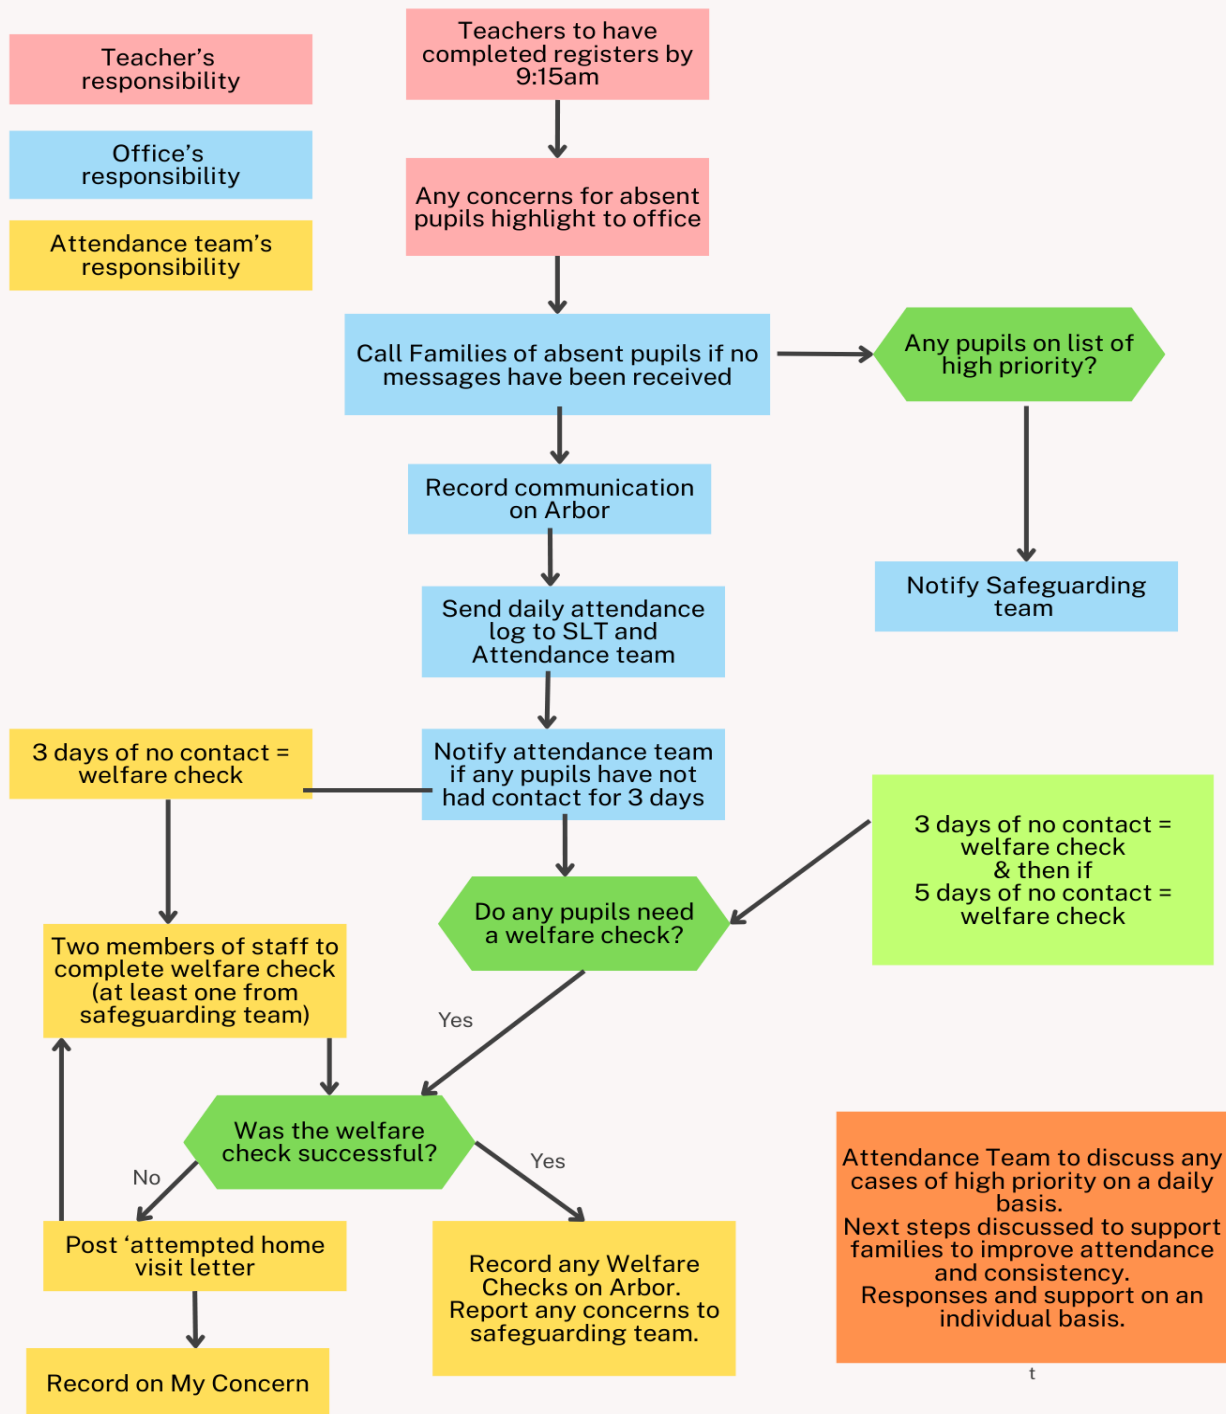 Teacher’s
responsibility
Office’s
responsibility
Attendance team’s
responsibility
Teachers to have
completed registers by
9:15am
Any concerns for absent
pupils highlight to office
Call Families of absent pupils if no
messages have been received
Any pupils on list of
high priority?
Record communication
on Arbor
Notify Safeguarding
team
Send daily attendance
log to SLT and
Attendance team
3 days of no contact =
welfare check
Notify attendance team
if any pupils have not
had contact for 3 days
3 days of no contact =
welfare check
& then if
5 days of no contact =
welfare check
Do any pupils need
a welfare check?
Two members of staff to
complete welfare check
(at least one from
safeguarding team)
Yes
Was the welfare
check successful?
No
Yes
Post ‘attempted home
visit letter
Record any Welfare
Checks on Arbor.
Report any concerns to
safeguarding team.
Record on My Concern
Attendance Team to discuss any
cases of high priority on a daily
basis.
Next steps discussed to support
families to improve attendance
and consistency.
Responses and support on an
individual basis.
t